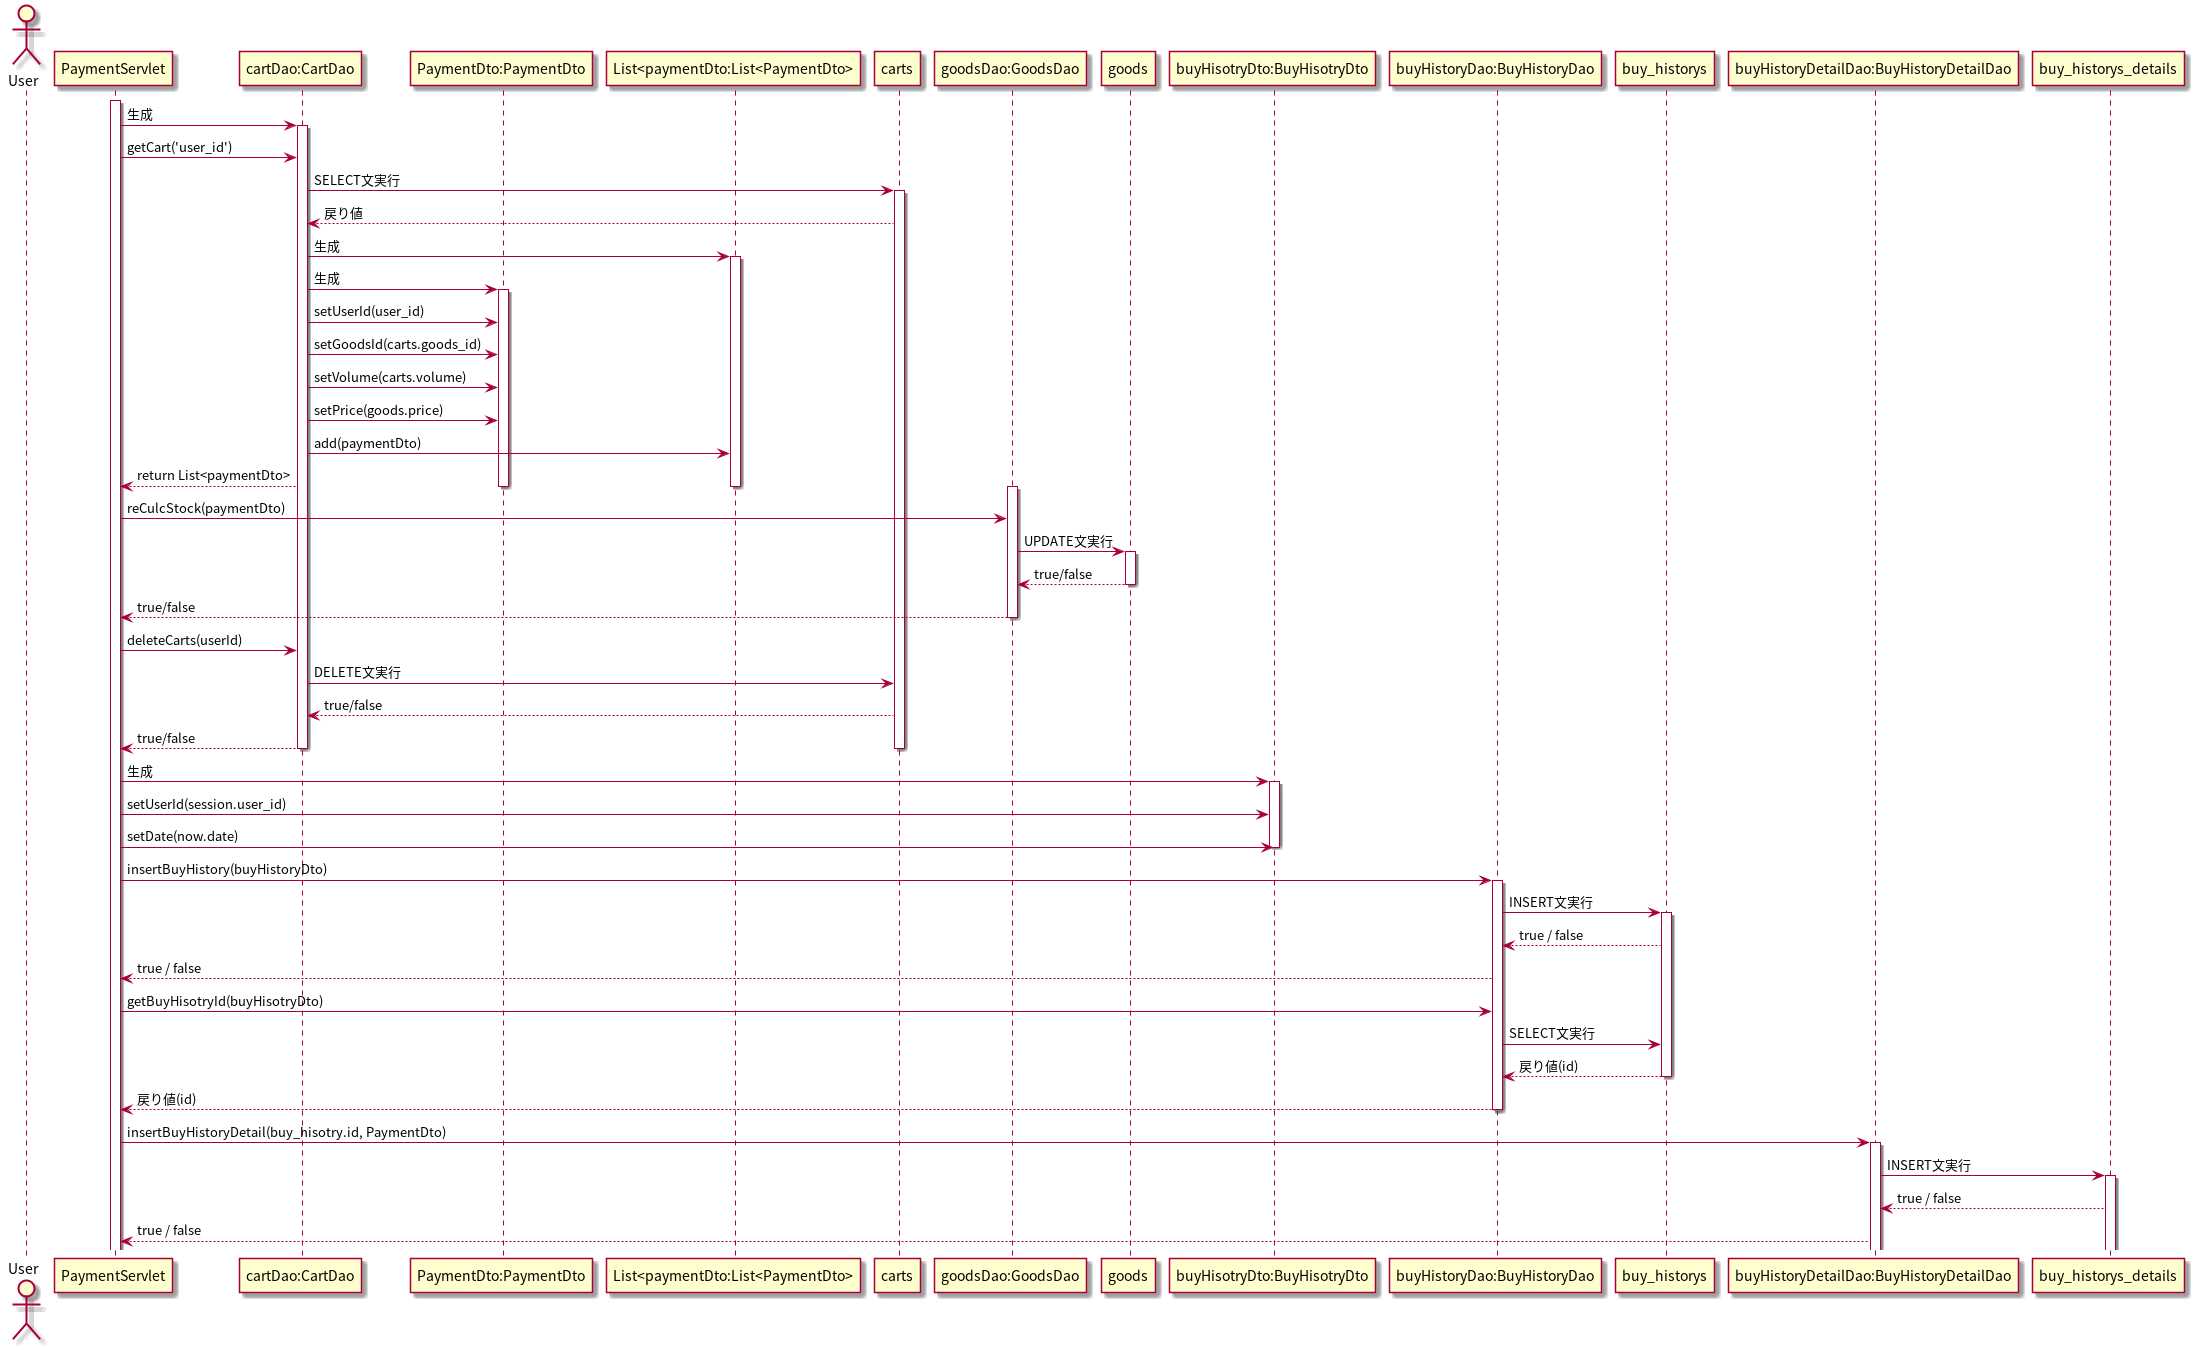 User
PaymentServlet
cartDao:CartDao
PaymentDto:PaymentDto
List<paymentDto:List<PaymentDto>
carts
goodsDao:GoodsDao
goods
buyHisotryDto:BuyHisotryDto
buyHistoryDao:BuyHistoryDao
buy_historys
buyHistoryDetailDao:BuyHistoryDetailDao
buy_historys_details
生成
getCart('user_id')
SELECT文実行
戻り値
生成
生成
setUserId(user_id)
setGoodsId(carts.goods_id)
setVolume(carts.volume)
setPrice(goods.price)
add(paymentDto)
return List<paymentDto>
reCulcStock(paymentDto)
UPDATE文実行
true/false
true/false
deleteCarts(userId)
DELETE文実行
true/false
true/false
生成
setUserId(session.user_id)
setDate(now.date)
insertBuyHistory(buyHistoryDto)
INSERT文実行
true / false
true / false
getBuyHisotryId(buyHisotryDto)
SELECT文実行
戻り値(id)
戻り値(id)
insertBuyHistoryDetail(buy_hisotry.id, PaymentDto)
INSERT文実行
true / false
true / false
User
PaymentServlet
cartDao:CartDao
PaymentDto:PaymentDto
List<paymentDto:List<PaymentDto>
carts
goodsDao:GoodsDao
goods
buyHisotryDto:BuyHisotryDto
buyHistoryDao:BuyHistoryDao
buy_historys
buyHistoryDetailDao:BuyHistoryDetailDao
buy_historys_details